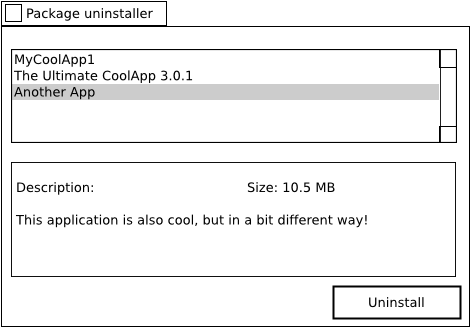 Package uninstaller
MyCoolApp1
The Ultimate CoolApp 3.0.1
Another App
Description: Size: 10.5 MB
This application is also cool, but in a bit different way!
Uninstall